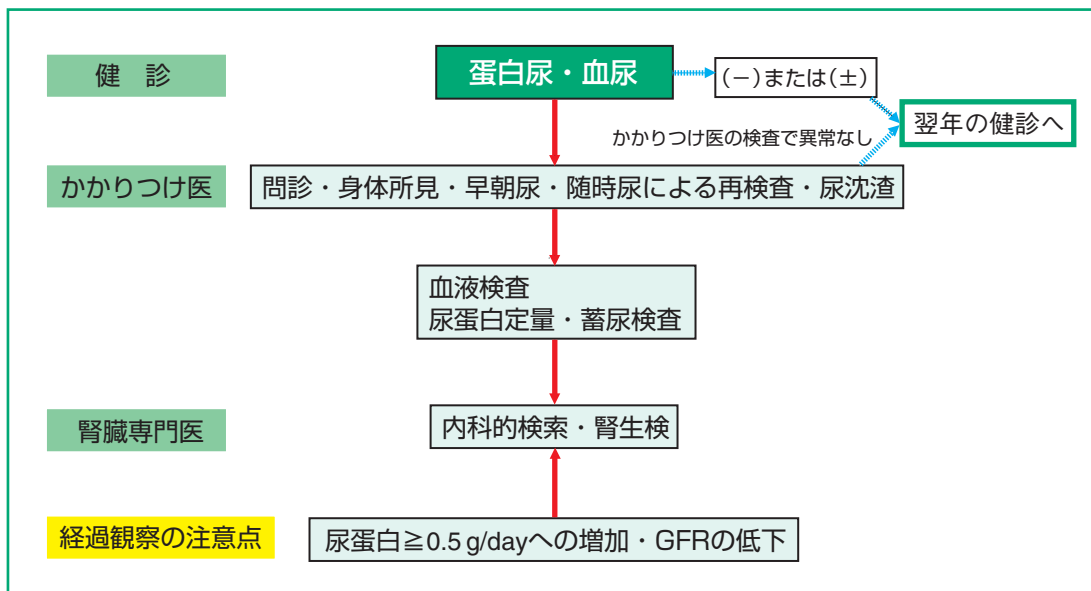 健　診
蛋白尿・血尿
(−)または(±)
翌年の健診へ
かかりつけ医の検査で異常なし
かかりつけ医
問診・身体所見・早朝尿・随時尿による再検査・尿沈渣
血液検査
尿蛋白定量・蓄尿検査
腎臓専門医
内科的検索・腎生検
経過観察の注意点
尿蛋白≧0.5 g/dayへの増加・GFRの低下